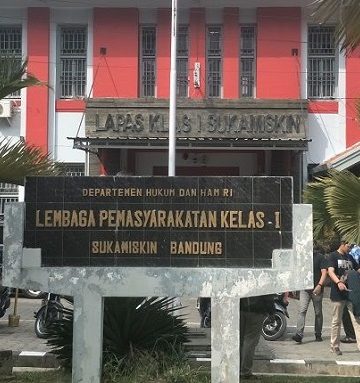 LAPAS KLAS I SUKAMISKIN
DEPARTEMEN HUKUM DAN HAM RI
LEMBAGA PEMASYARAKATAN KELAS - I
SUKAMISKIN BANDUNG